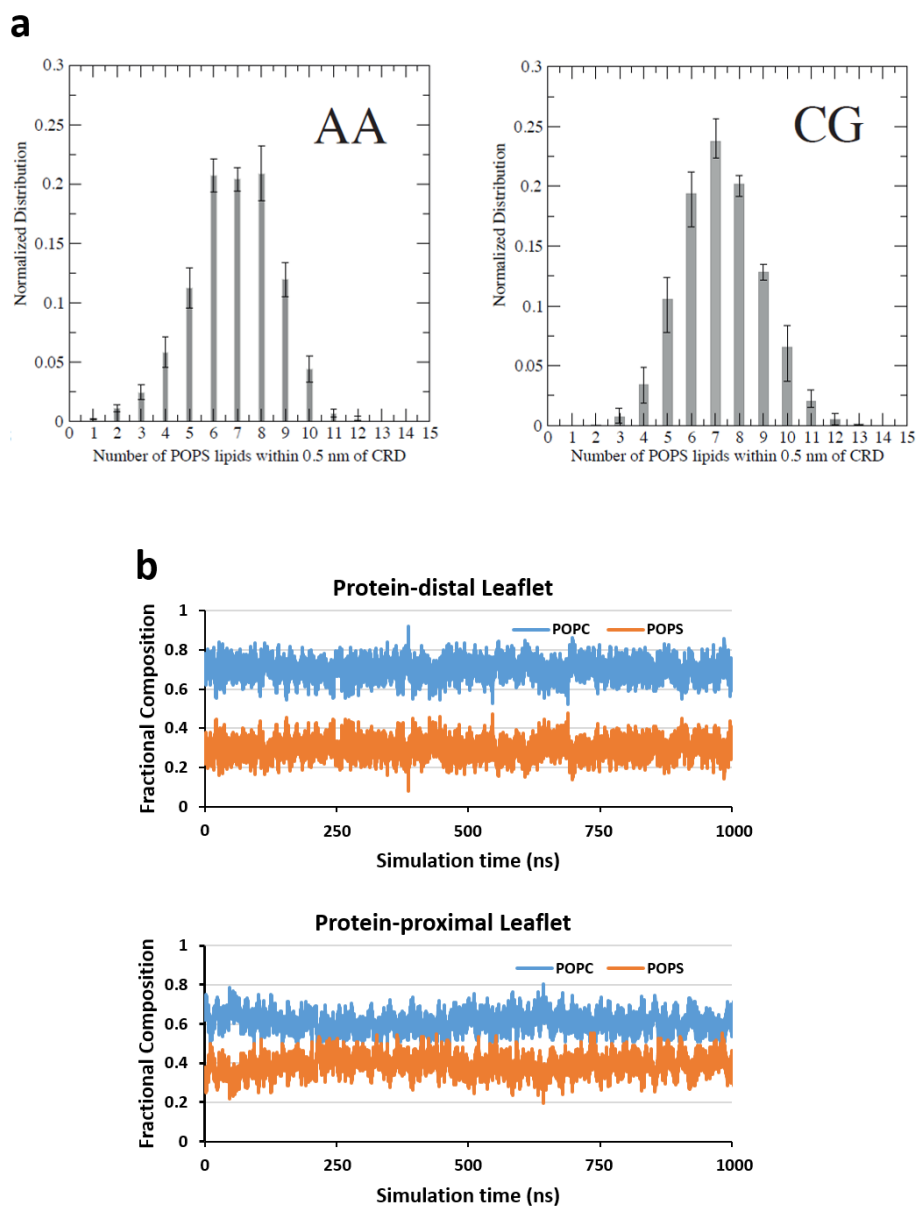 a
AA
0.3
0.25
0.2
0.15
0.1
0.05
0
Normalized Distribution
0 1 2 3 4 5 6 7 8 9 10 11 12 13 14 15
Number of POPS lipids within 0.5 nm of CRD
CG
0.3
0.25
0.2
0.15
0.1
0.05
0
Normalized Distribution
0 1 2 3 4 5 6 7 8 9 10 11 12 13 14 15
Number of POPS lipids within 0.5 nm of CRD
b
Protein-distal Leaflet
POPC POPS
1
0.8
0.6
0.4
0.2
0
Fractional Composition
0 250 500 750 1000
Simulation time (ns)
Protein-proximal Leaflet
POPC POPS
1
0.8
0.6
0.4
0.2
0
Fractional Composition
0 250 500 750 1000
Simulation time (ns)